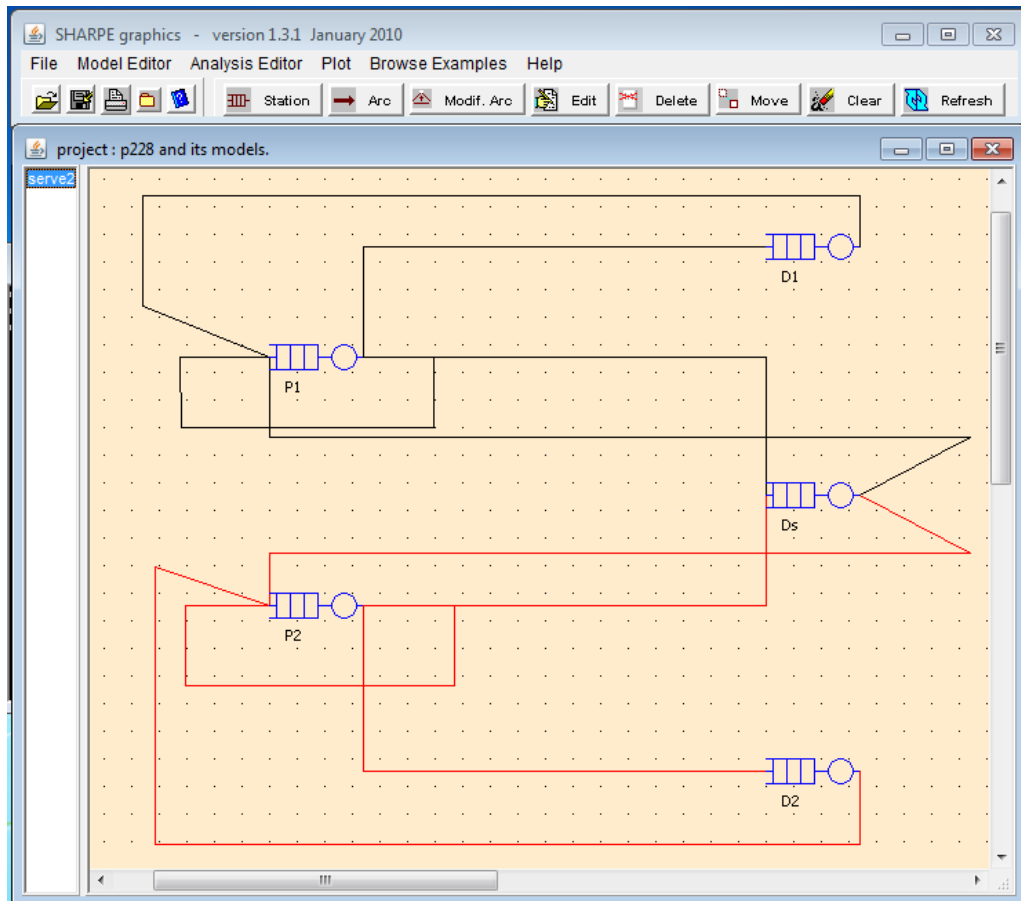 SHARPE graphics - version 1.3.1 January 2010
File Model Editor Analysis Editor Plot Browse Examples Help
Station Arc Modif. Arc Edit Delete Move Clear Refresh
project : p228 and its models.
serve2
D1
P1
Ds
P2
D2